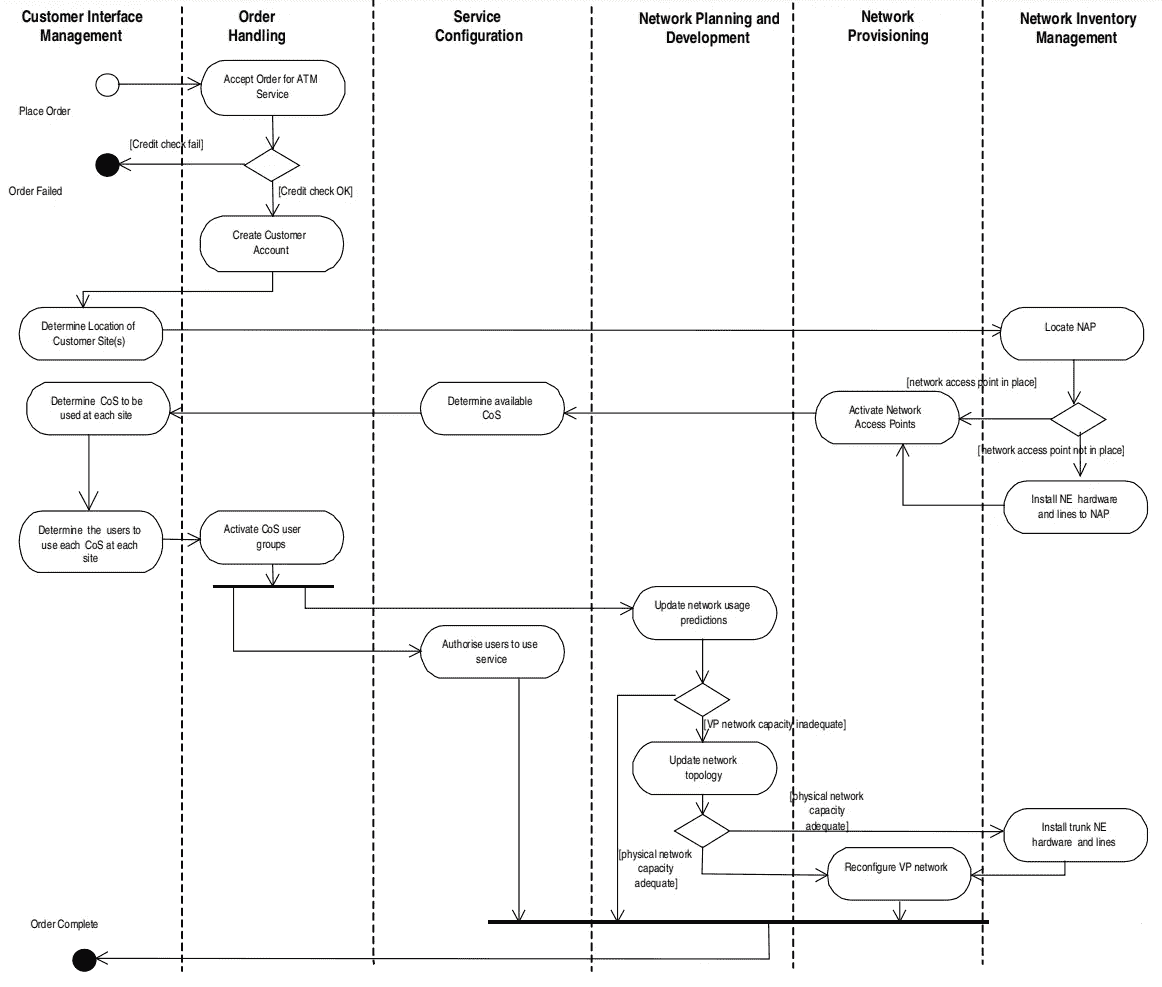 Customer Interface
Management
Order
Handling
Service
Configuration
Network Planning and
Development
Network
Provisioning
Network Inventory
Management
Accept Order for ATM
Service
Place Order
[Credit check fail]
Order Failed
[Credit check OK]
Create Customer
Account
Determine Location of
Customer Site(s)
Locate NAP
[network access point in place]
Determine CoS to be
used at each site
Determine available
CoS
Activate Network
Access Points
[network access point not in place]
Install NE hardware
and lines to NAP
Determine the users to
use each CoS at each
site
Activate CoS user
groups
Update network usage
predictions
Authorise users to use
service
[VP network capacity inadequate]
Update network
topology
[physical network
capacity
adequate]
Install trunk NE
hardware and lines
[physical network
capacity
adequate]
Reconfigure VP network
Order Complete